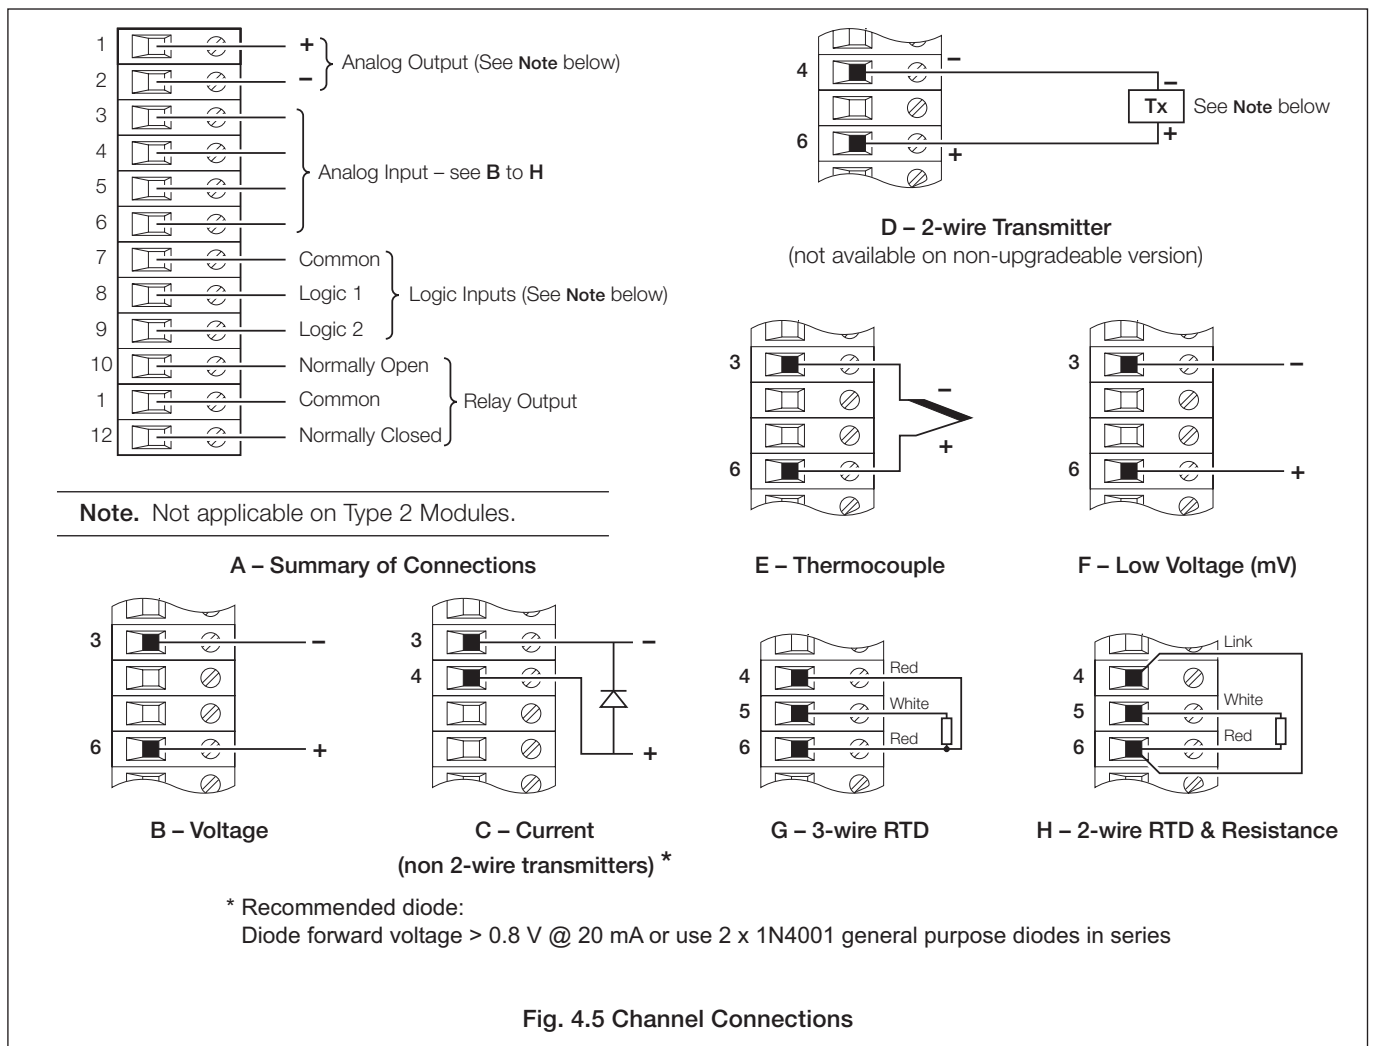 1 +
2 –
Analog Output (See Note below)
3
4
5
6
Analog Input – see B to H
7 Common
8 Logic 1
9 Logic 2
Logic Inputs (See Note below)
10 Normally Open
1 Common
12 Normally Closed
Relay Output
Note. Not applicable on Type 2 Modules.
A – Summary of Connections
4 – –
Tx See Note below
6 + +
D – 2-wire Transmitter
(not available on non-upgradeable version)
3 –
6 +
E – Thermocouple
3 –
6 +
F – Low Voltage (mV)
3 –
6 +
B – Voltage
3 –
4
+
C – Current
(non 2-wire transmitters) *
4 Red
5 White
6 Red
G – 3-wire RTD
Link
4
5 White
6 Red
H – 2-wire RTD & Resistance
* Recommended diode:
Diode forward voltage > 0.8 V @ 20 mA or use 2 x 1N4001 general purpose diodes in series
Fig. 4.5 Channel Connections